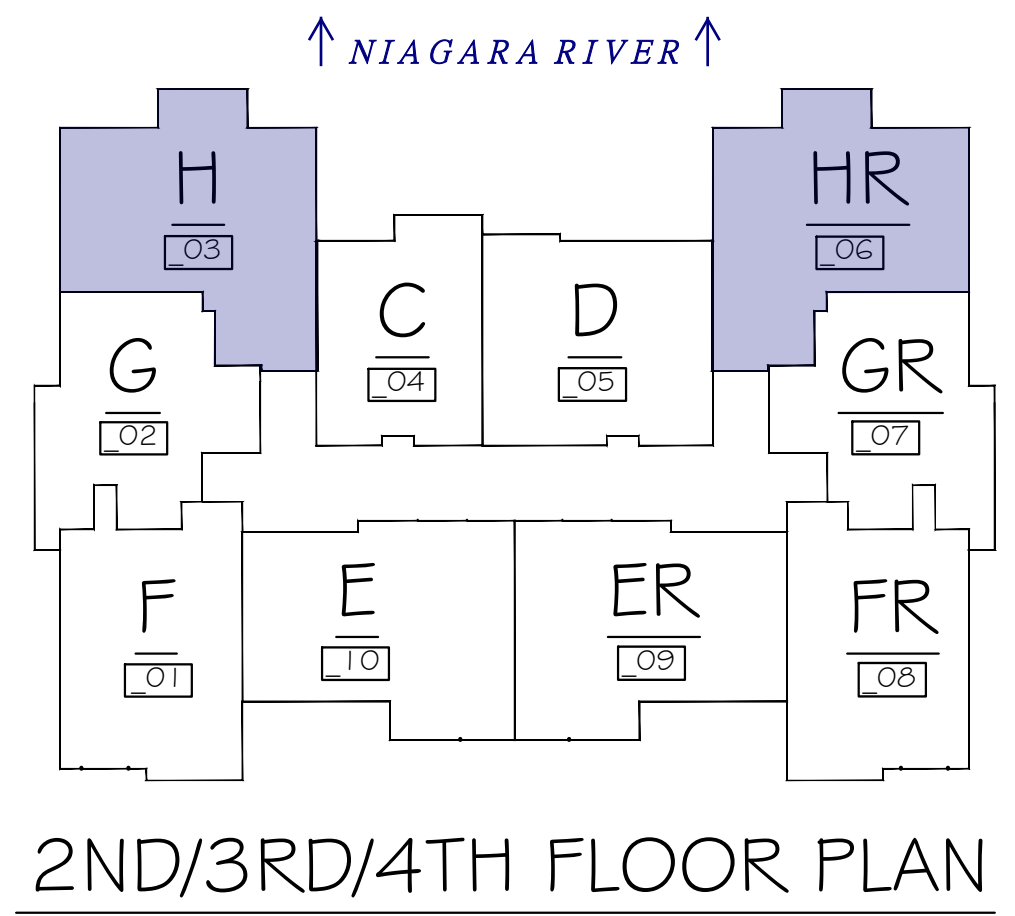 NIAGARA RIVER
H
_03
HR
_06
C
_04
D
_05
G
_02
GR
_07
F
_01
E
_10
ER
_09
FR
_08
2ND/3RD/4TH FLOOR PLAN